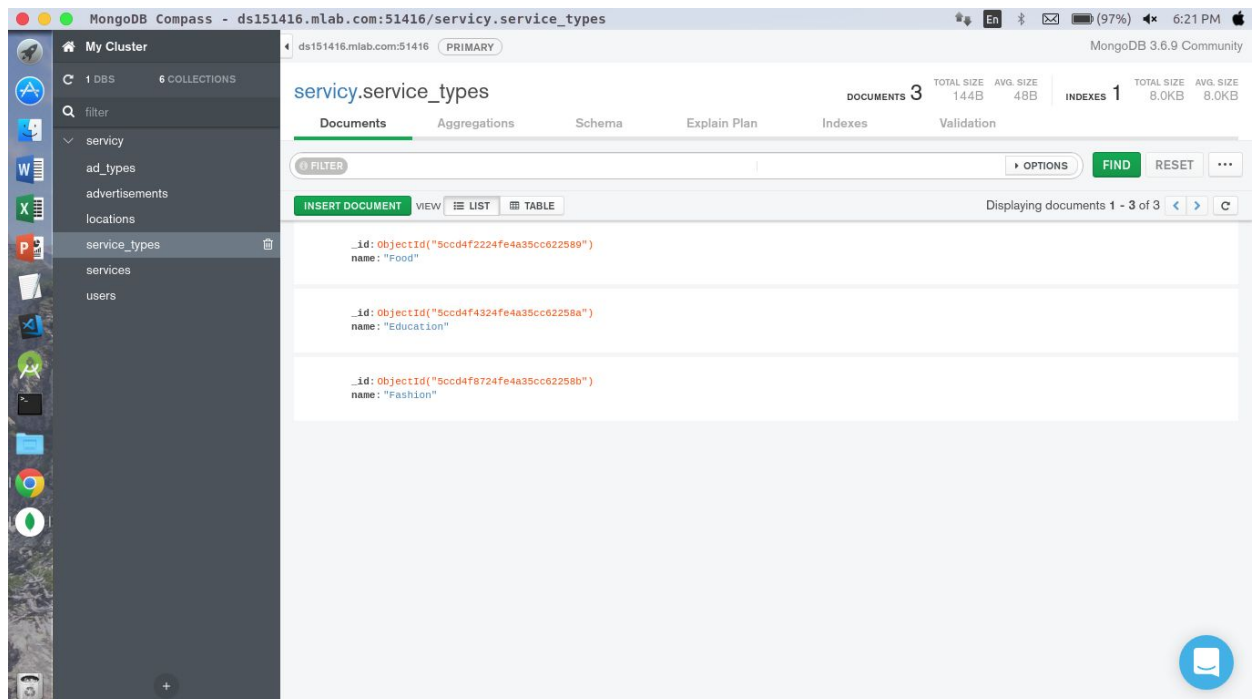 MongoDB Compass - ds151416.mlab.com:51416/servicy.service_types En (97%) 6:21 PM
My Cluster ds151416.mlab.com:51416 PRIMARY MongoDB 3.6.9 Community
1 DBS 6 COLLECTIONS
filter
servicy
ad_types
advertisements
locations
service_types
services
users
servicy.service_types DOCUMENTS 3 TOTAL SIZE 144B AVG. SIZE 48B INDEXES 1 TOTAL SIZE 8.0KB AVG. SIZE 8.0KB
Documents Aggregations Schema Explain Plan Indexes Validation
FILTER OPTIONS FIND RESET ...
INSERT DOCUMENT VIEW LIST TABLE Displaying documents 1 - 3 of 3
_id: ObjectId("5ccd4f2224fe4a35cc622589")
name: "Food"
_id: ObjectId("5ccd4f4324fe4a35cc62258a")
name: "Education"
_id: ObjectId("5ccd4f8724fe4a35cc62258b")
name: "Fashion"